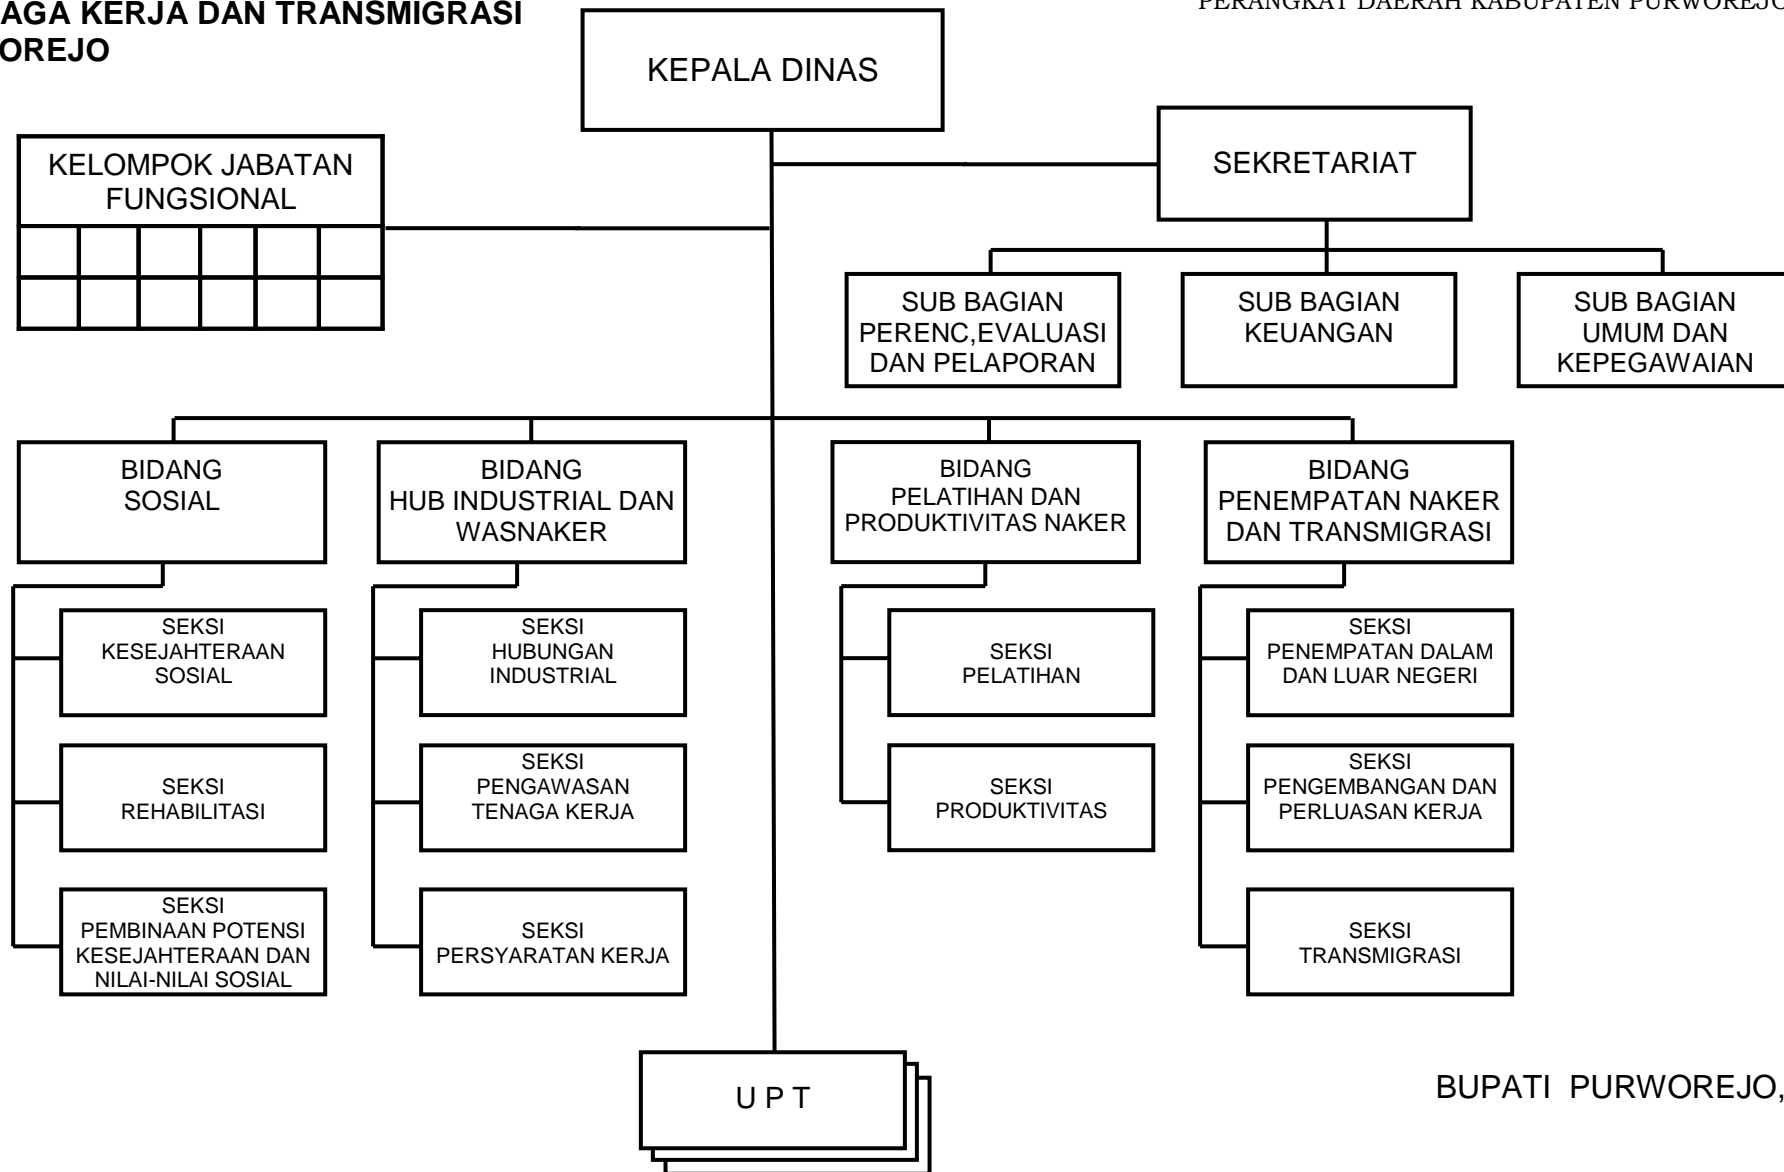 AGA KERJA DAN TRANSMIGRASI
OREJO
PERANGKAT DAERAH KABUPATEN PURWOREJO
KEPALA DINAS
KELOMPOK JABATAN
FUNGSIONAL
SEKRETARIAT
SUB BAGIAN
PERENC,EVALUASI
DAN PELAPORAN
SUB BAGIAN
KEUANGAN
SUB BAGIAN
UMUM DAN
KEPEGAWAIAN
BIDANG
SOSIAL
BIDANG
HUB INDUSTRIAL DAN
WASNAKER
BIDANG
PELATIHAN DAN
PRODUKTIVITAS NAKER
BIDANG
PENEMPATAN NAKER
DAN TRANSMIGRASI
SEKSI
KESEJAHTERAAN
SOSIAL
SEKSI
HUBUNGAN
INDUSTRIAL
SEKSI
PELATIHAN
SEKSI
PENEMPATAN DALAM
DAN LUAR NEGERI
SEKSI
REHABILITASI
SEKSI
PENGAWASAN
TENAGA KERJA
SEKSI
PRODUKTIVITAS
SEKSI
PENGEMBANGAN DAN
PERLUASAN KERJA
SEKSI
PEMBINAAN POTENSI
KESEJAHTERAAN DAN
NILAI-NILAI SOSIAL
SEKSI
PERSYARATAN KERJA
SEKSI
TRANSMIGRASI
U P T
BUPATI PURWOREJO,